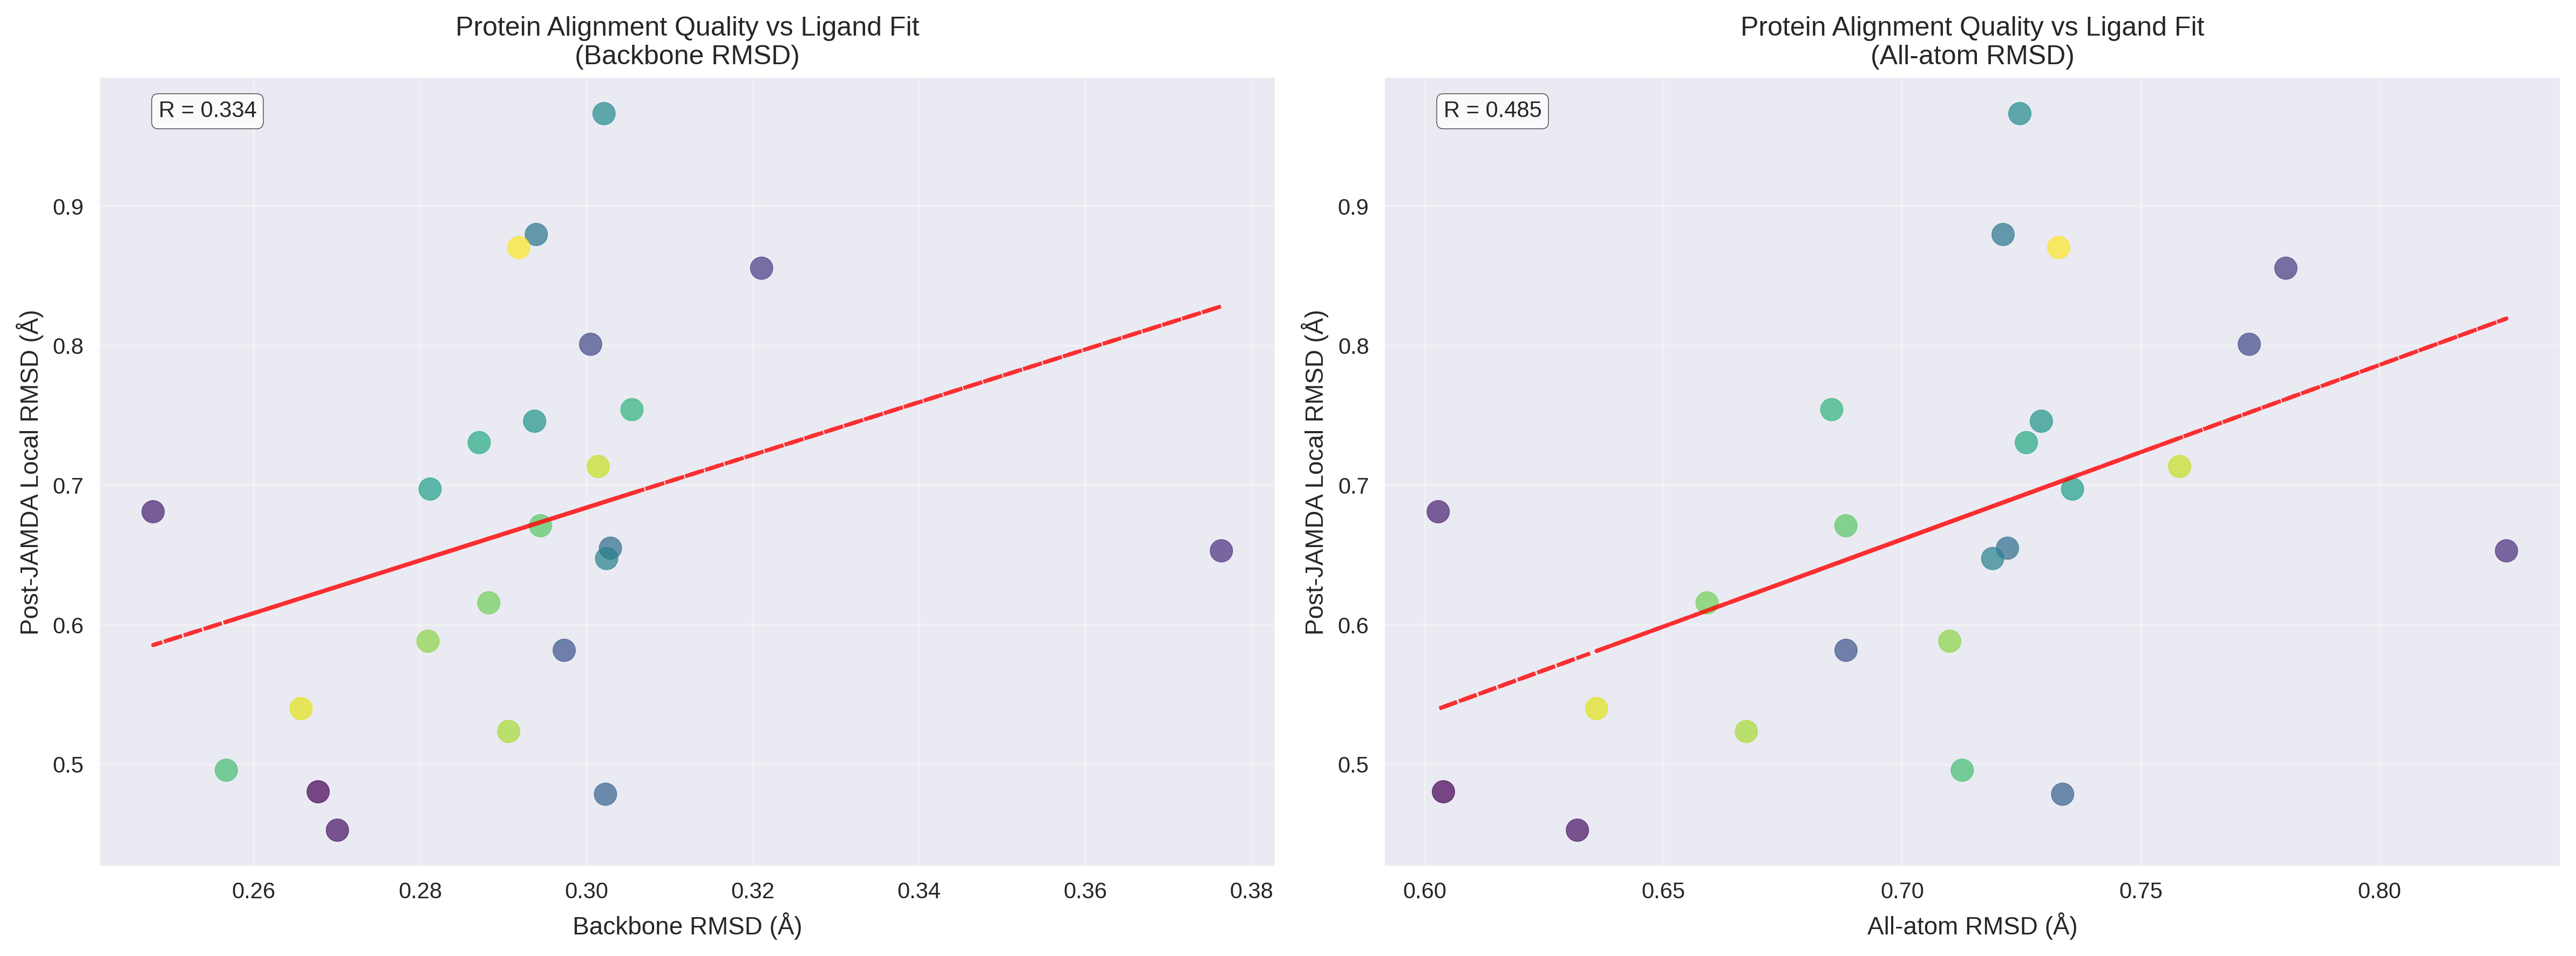 Protein Alignment Quality vs Ligand Fit
(Backbone RMSD)
R = 0.334
Post-JAMDA Local RMSD (Å)
0.9
0.8
0.7
0.6
0.5
0.26 0.28 0.30 0.32 0.34 0.36 0.38
Backbone RMSD (Å)
Protein Alignment Quality vs Ligand Fit
(All-atom RMSD)
R = 0.485
Post-JAMDA Local RMSD (Å)
0.9
0.8
0.7
0.6
0.5
0.60 0.65 0.70 0.75 0.80
All-atom RMSD (Å)